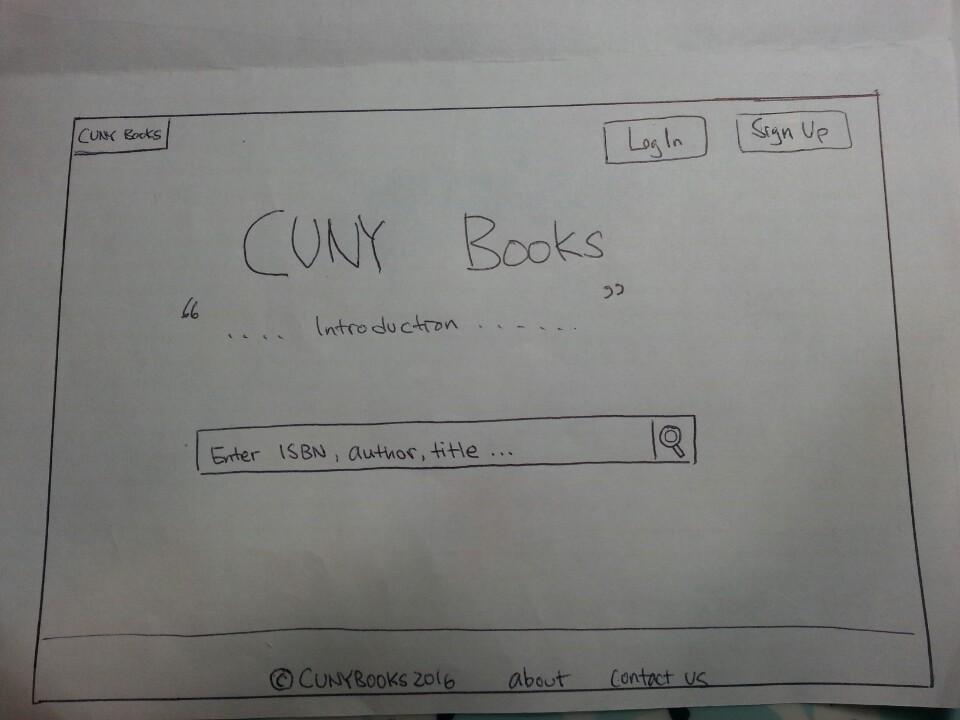 CUNY Books
Log In
Sign Up
CUNY Books
“ .... Introduction ...... ”
Enter ISBN, author, title ...
© CUNYBOOKS 2016 about contact us